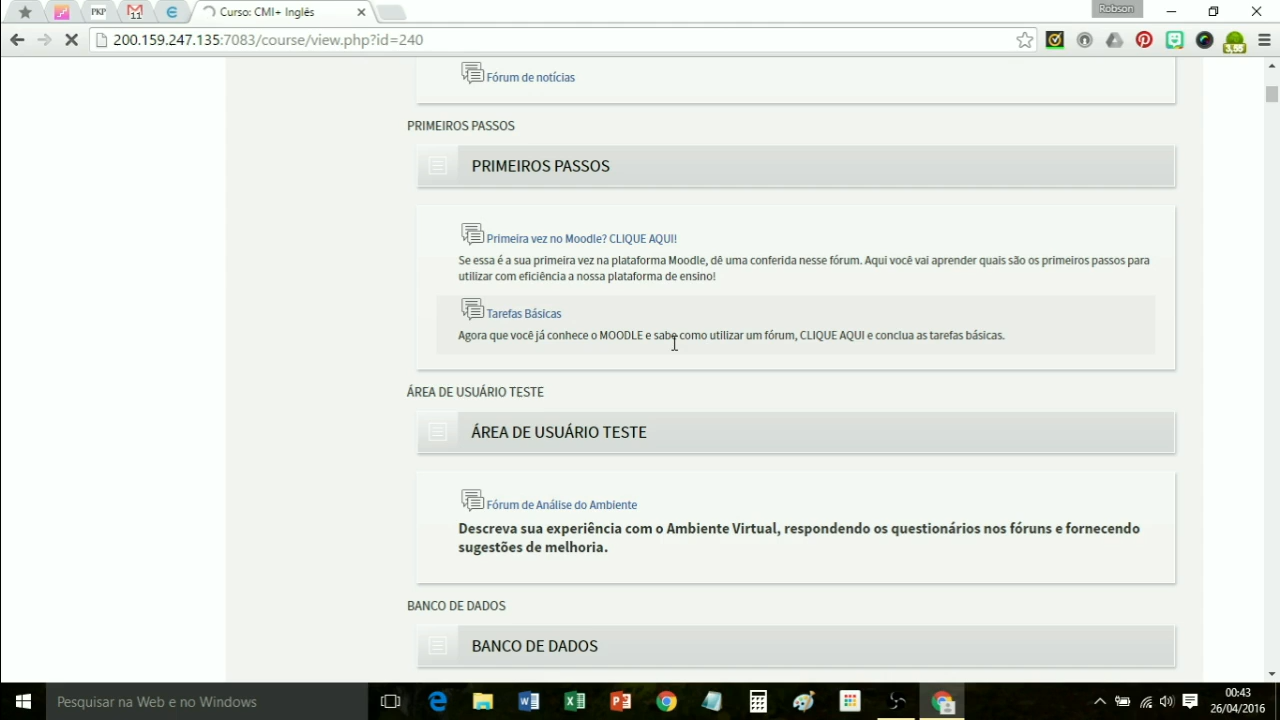 PKP
11
Curso: CMI+ Inglês
Robson
200.159.247.135:7083/course/view.php?id=240
3.55
Fórum de notícias
PRIMEIROS PASSOS
PRIMEIROS PASSOS
Primeira vez no Moodle? CLIQUE AQUI!
Se essa é a sua primeira vez na plataforma Moodle, dê uma conferida nesse fórum. Aqui você vai aprender quais são os primeiros passos para
utilizar com eficiência a nossa plataforma de ensino!
Tarefas Básicas
Agora que você já conhece o MOODLE e sabe como utilizar um fórum, CLIQUE AQUI e conclua as tarefas básicas.
ÁREA DE USUÁRIO TESTE
ÁREA DE USUÁRIO TESTE
Fórum de Análise do Ambiente
Descreva sua experiência com o Ambiente Virtual, respondendo os questionários nos fóruns e fornecendo
sugestões de melhoria.
BANCO DE DADOS
BANCO DE DADOS
Pesquisar na Web e no Windows
00:43
26/04/2016